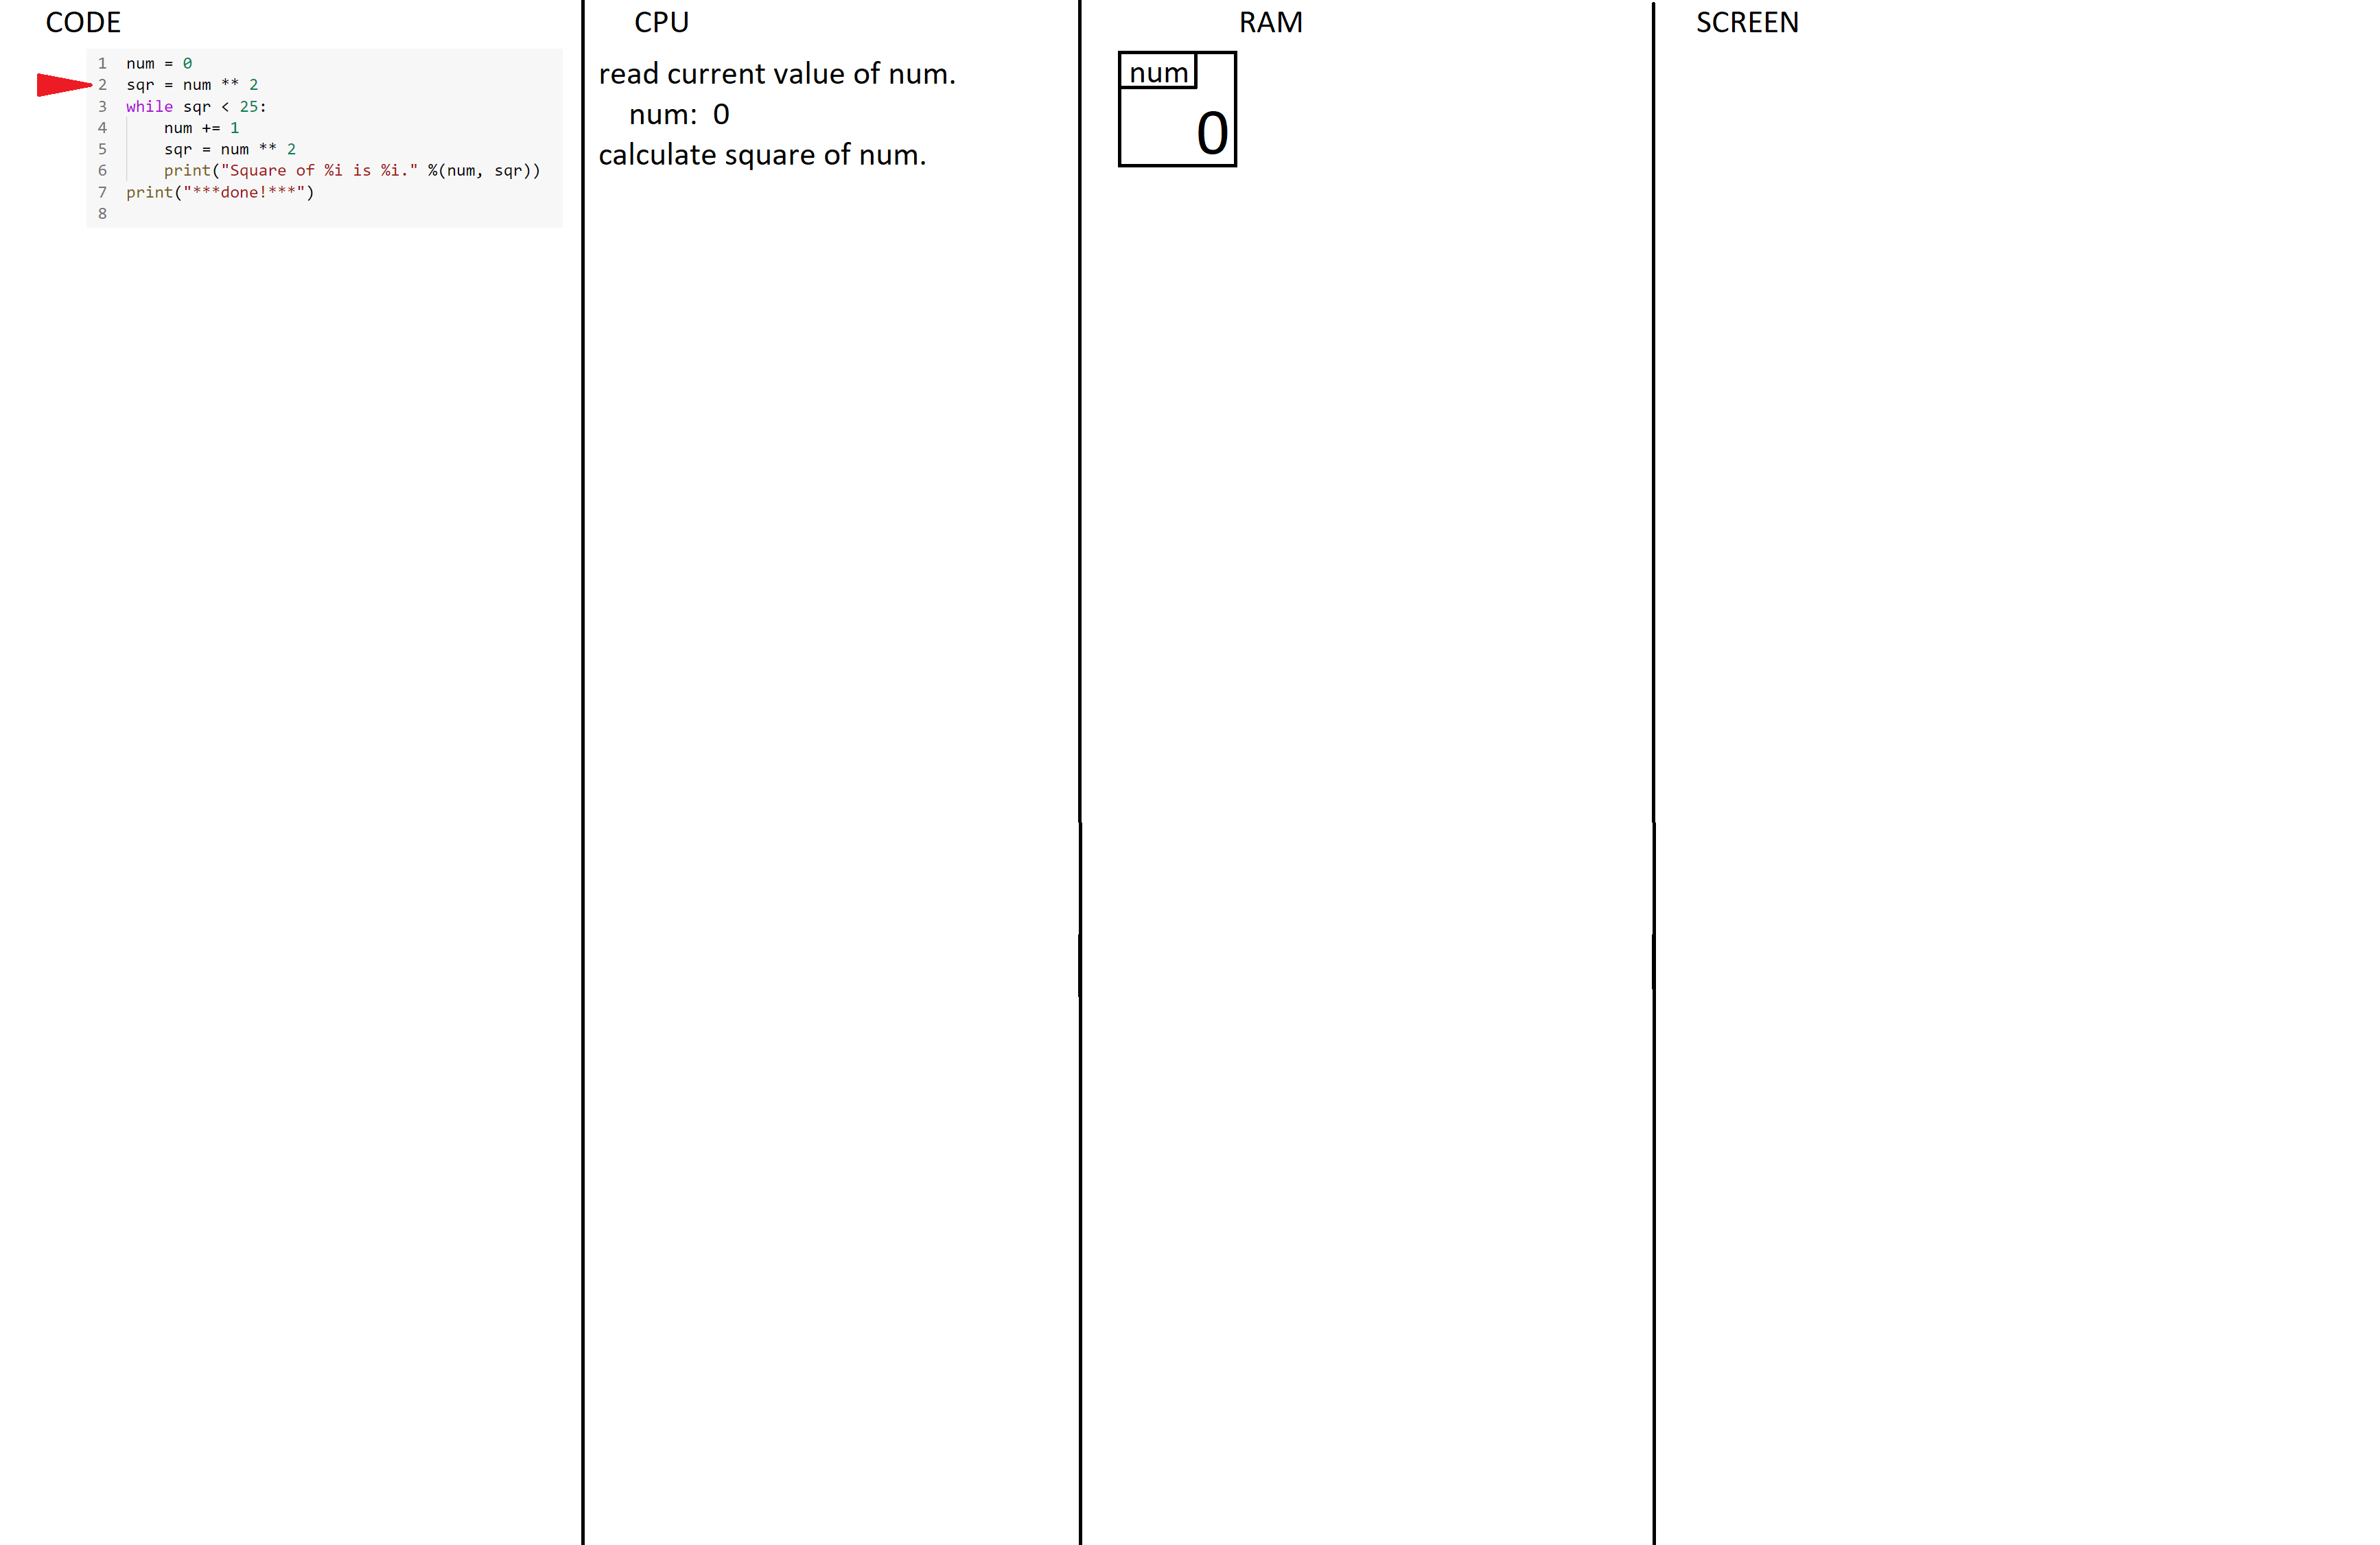 CODE
1 num = 0
2 sqr = num ** 2
3 while sqr < 25:
4     num += 1
5     sqr = num ** 2
6     print("Square of %i is %i." %(num, sqr))
7 print("***done!***")
8
CPU
read current value of num.
num: 0
calculate square of num.
RAM
num
0
SCREEN